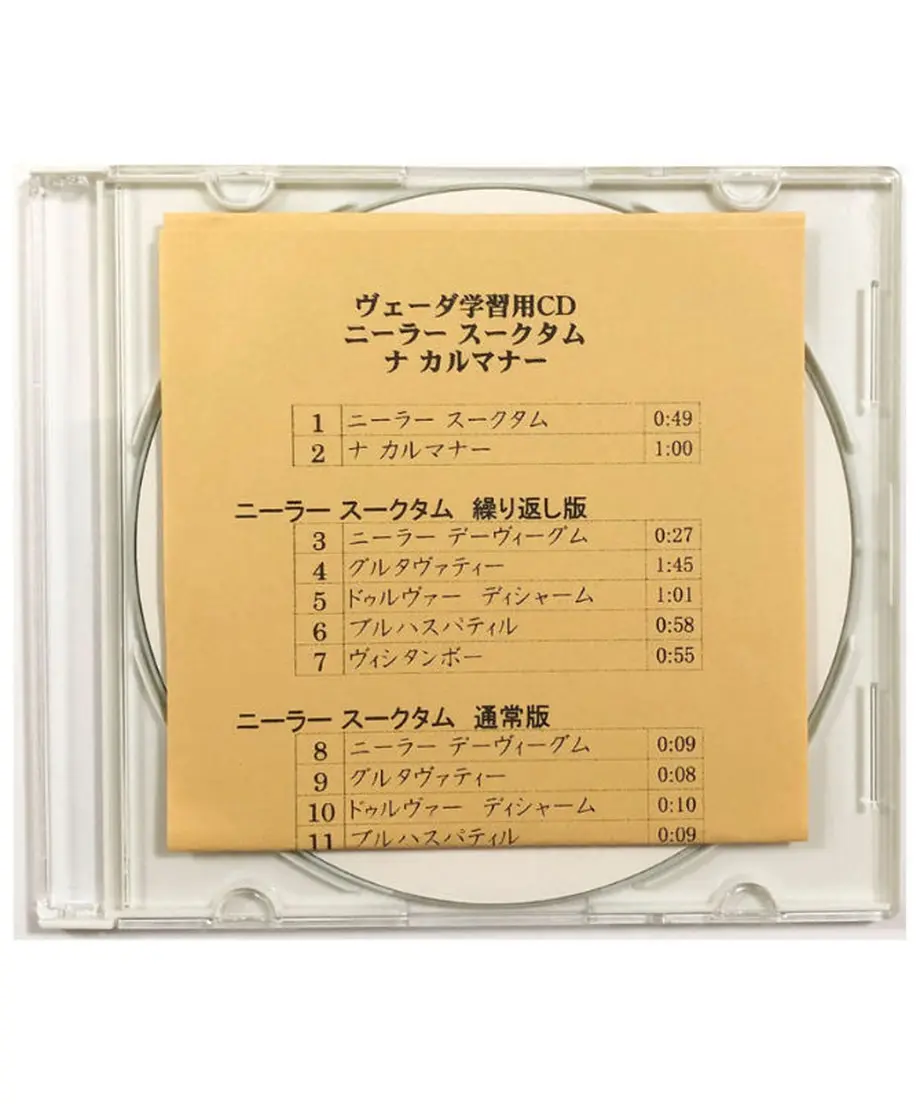 ヴェーダ学習用CD
ニーラー スークタム
ナ カルマナー
1 ニーラー スークタム 0:49
2 ナ カルマナー 1:00
ニーラー スークタム 繰り返し版
3 ニーラー デーヴィーグム 0:27
4 グルタヴァティー 1:45
5 ドゥルヴァー ディシャーム 1:01
6 ブルハスパティル 0:58
7 ヴィシタンボー 0:55
ニーラー スークタム 通常版
8 ニーラー デーヴィーグム 0:09
9 グルタヴァティー 0:08
10 ドゥルヴァー ディシャーム 0:10
11 ブルハスパティル 0:09